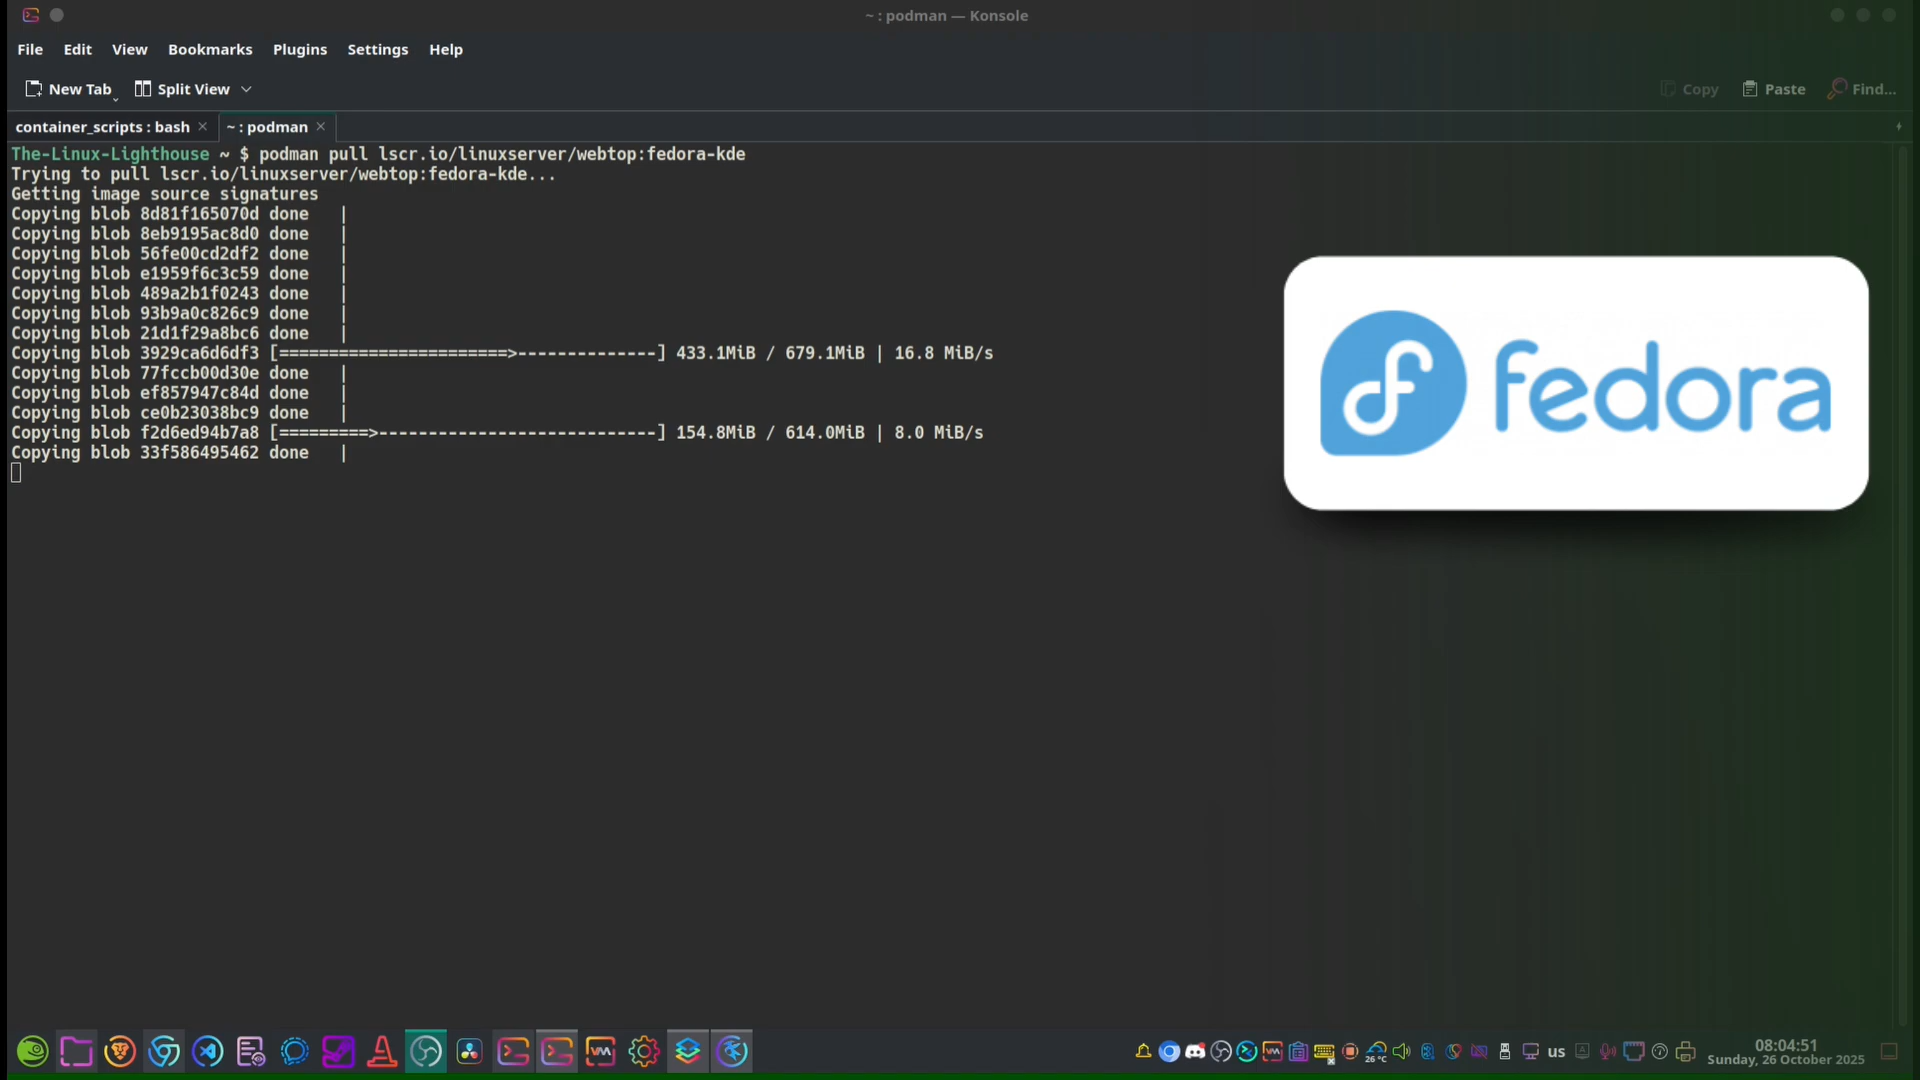 ~ : podman — Konsole
File Edit View Bookmarks Plugins Settings Help
New Tab Split View Copy Paste Find...
container_scripts : bash ~ : podman
The-Linux-Lighthouse ~ $ podman pull lscr.io/linuxserver/webtop:fedora-kde
Trying to pull lscr.io/linuxserver/webtop:fedora-kde...
Getting image source signatures
Copying blob 8d81f165070d done |
Copying blob 8eb9195ac8d0 done |
Copying blob 56fe00cd2df2 done |
Copying blob e1959f6c3c59 done |
Copying blob 489a2b1f0243 done |
Copying blob 93b9a0c826c9 done |
Copying blob 21d1f29a8bc6 done |
Copying blob 3929ca6d6df3 [=======================>--------------] 433.1MiB / 679.1MiB | 16.8 MiB/s
Copying blob 77fccb00d30e done |
Copying blob ef857947c84d done |
Copying blob ce0b23038bc9 done |
Copying blob f2d6ed94b7a8 [=========>----------------------------] 154.8MiB / 614.0MiB | 8.0 MiB/s
Copying blob 33f586495462 done |
fedora
26 °C
us
08:04:51
Sunday, 26 October 2025